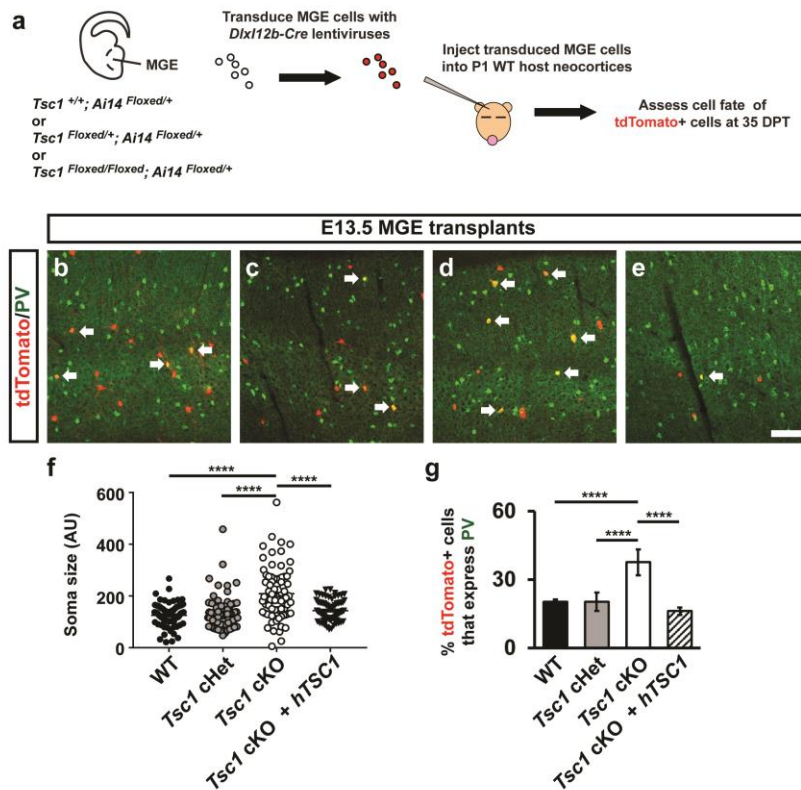 a
MGE
Tsc1 +/+; Ai14 Floxed/+
or
Tsc1 Floxed/+; Ai14 Floxed/+
or
Tsc1 Floxed/Floxed; Ai14 Floxed/+
Transduce MGE cells with
DlxI12b-Cre lentiviruses
Inject transduced MGE cells
into P1 WT host neocortices
Assess cell fate of
tdTomato+ cells at 35 DPT
E13.5 MGE transplants
tdTomato/PV
b
c
d
e
f
****
**** ****
Soma size (AU)
600
400
200
0
WT
Tsc1 cHet
Tsc1 cKO
Tsc1 cKO + hTSC1
g
****
****
****
% tdTomato+ cells
that express PV
60
30
0
WT
Tsc1 cHet
Tsc1 cKO
Tsc1 cKO + hTSC1